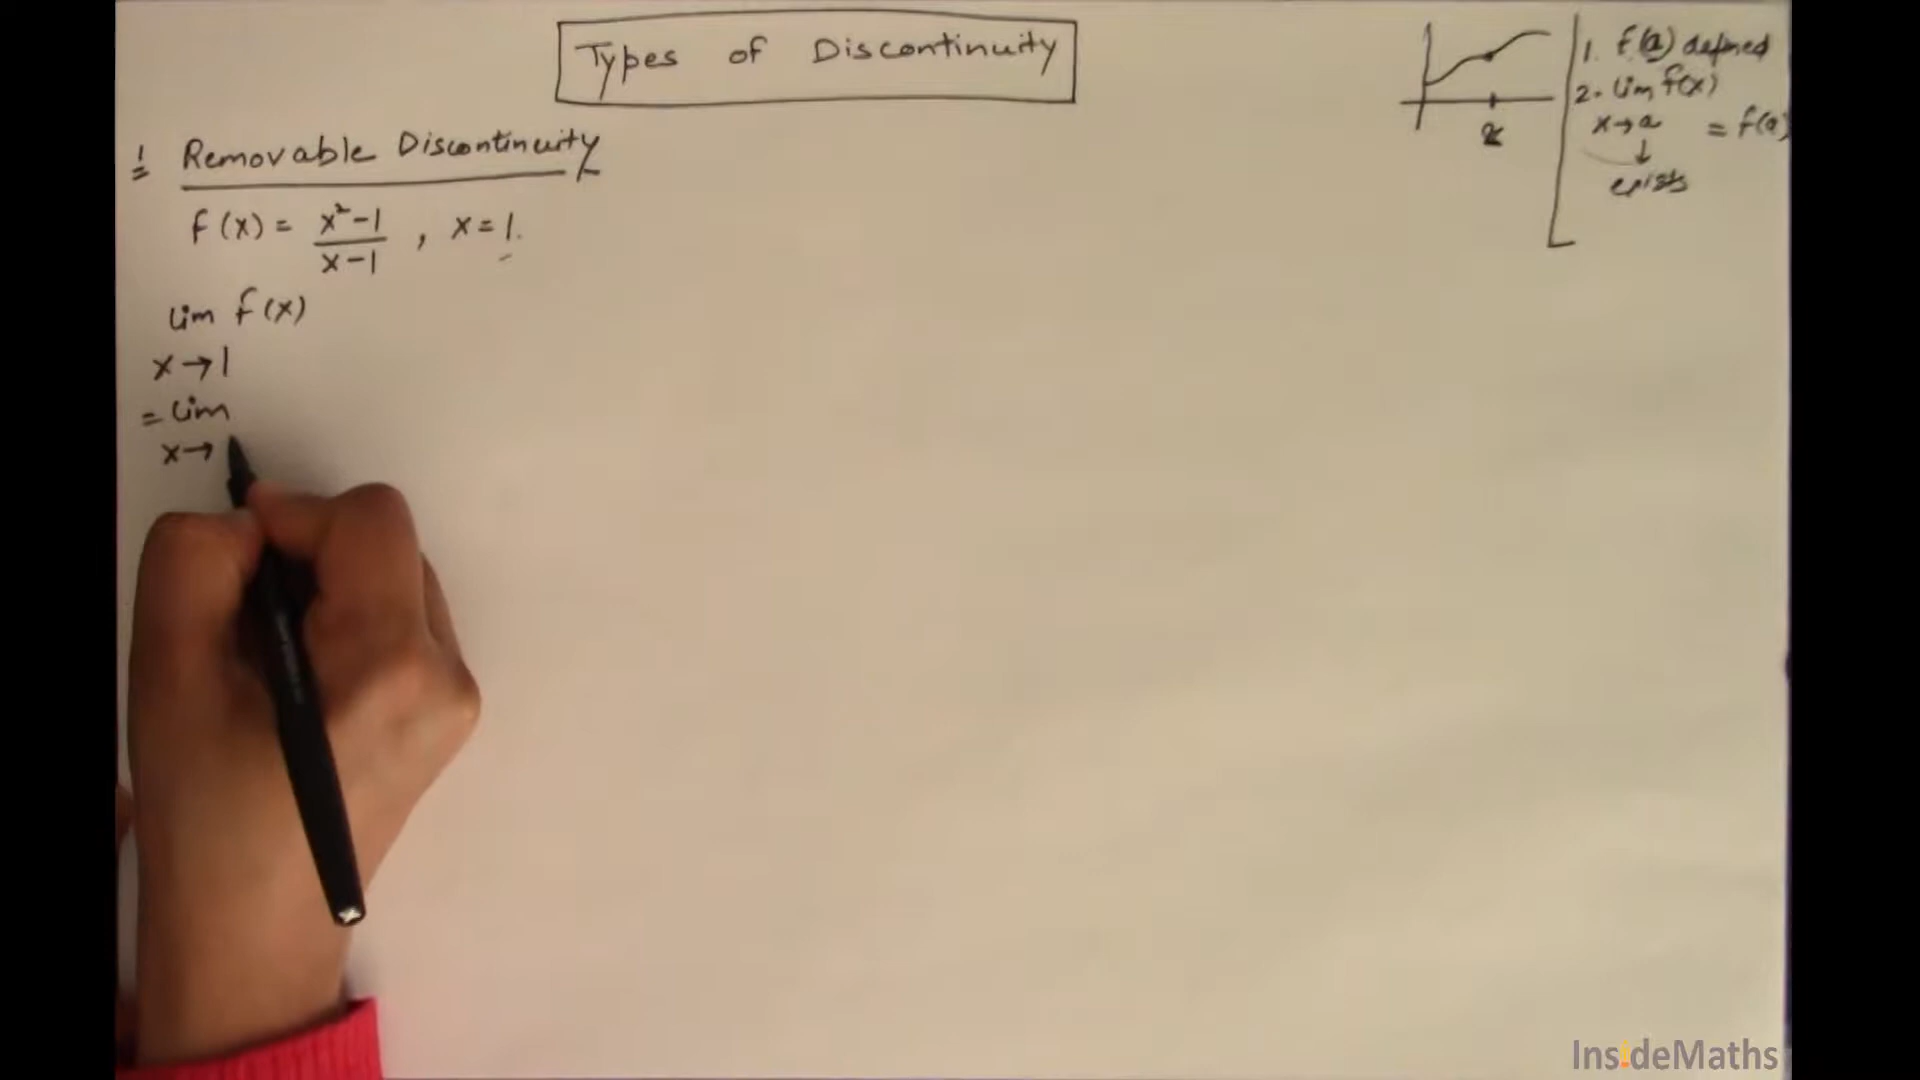 Types of Discontinuity
1. f(a) defined
2. lim f(x)
x→a = f(a)
↓
exists
1 Removable Discontinuity
f(x) = x²-1 / x-1 , x=1.
lim f(x)
x→1
= lim
x→
InsideMaths